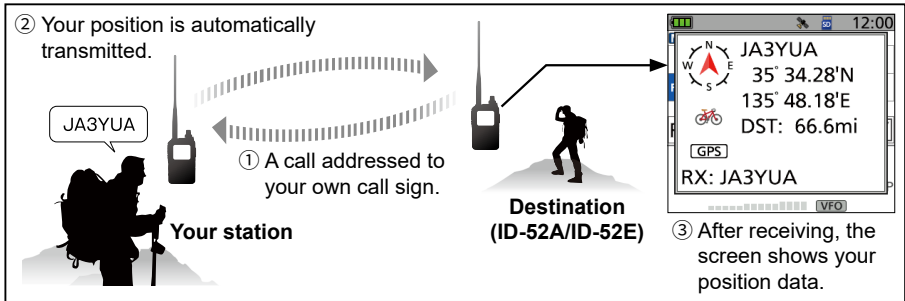 ② Your position is automatically
transmitted.
JA3YUA
① A call addressed to
your own call sign.
Your station
Destination
(ID-52A/ID-52E)
12:00
N
W E
S
JA3YUA
35° 34.28'N
135° 48.18'E
DST: 66.6mi
GPS
RX: JA3YUA
VFO
③ After receiving, the
screen shows your
position data.